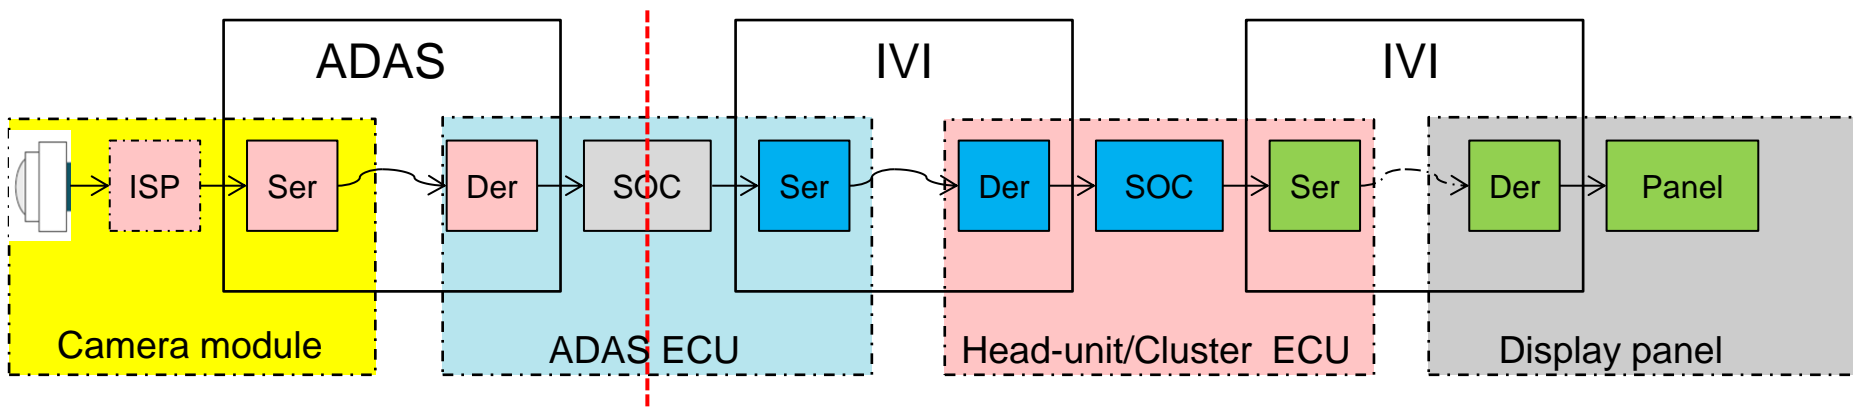 ADAS
IVI
IVI
ISP
Ser
Der
SOC
Ser
Der
SOC
Ser
Der
Panel
Camera module
ADAS ECU
Head-unit/Cluster ECU
Display panel